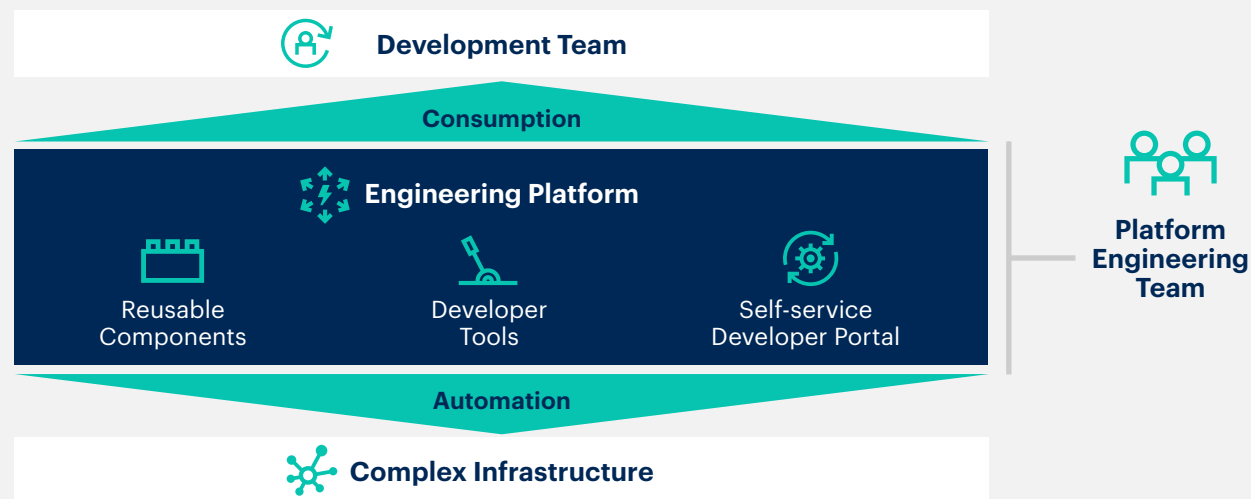 Development Team
Consumption
Engineering Platform
Reusable
Components
Developer
Tools
Self-service
Developer Portal
Automation
Complex Infrastructure
Platform
Engineering
Team